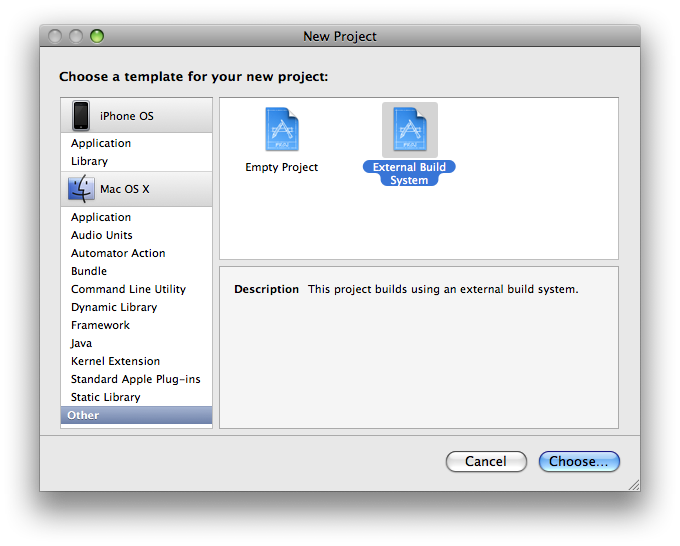 New Project
Choose a template for your new project:
iPhone OS
Application
Library
Mac OS X
Application
Audio Units
Automator Action
Bundle
Command Line Utility
Dynamic Library
Framework
Java
Kernel Extension
Standard Apple Plug-ins
Static Library
Other
Empty Project
External Build
System
Description This project builds using an external build system.
Cancel
Choose...